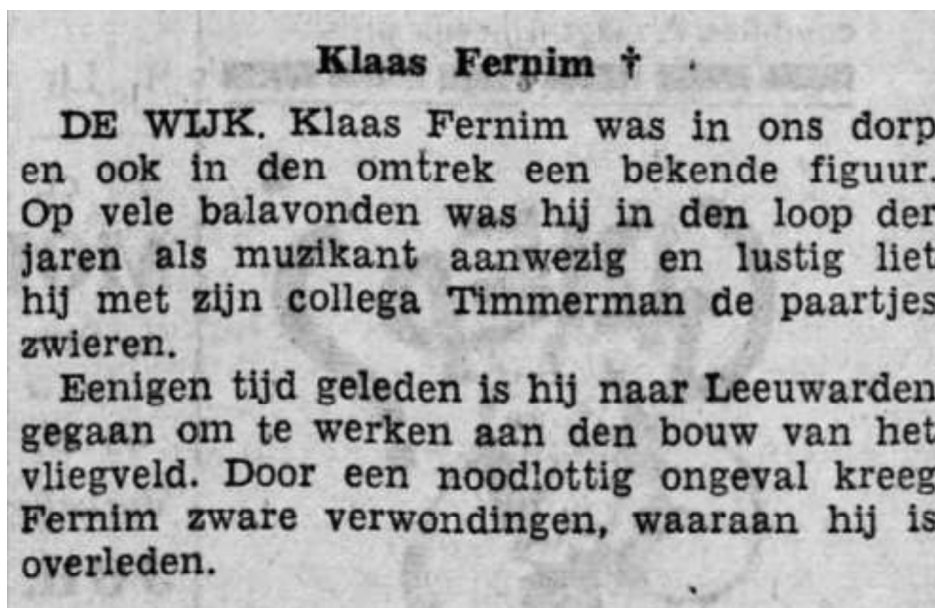 Klaas Fernim †
DE WIJK. Klaas Fernim was in ons dorp
en ook in den omtrek een bekende figuur.
Op vele balavonden was hij in den loop der
jaren als muzikant aanwezig en lustig liet
hij met zijn collega Timmerman de paartjes
zwieren.
Eenigen tijd geleden is hij naar Leeuwarden
gegaan om te werken aan den bouw van het
vliegveld. Door een noodlottig ongeval kreeg
Fernim zware verwondingen, waaraan hij is
overleden.